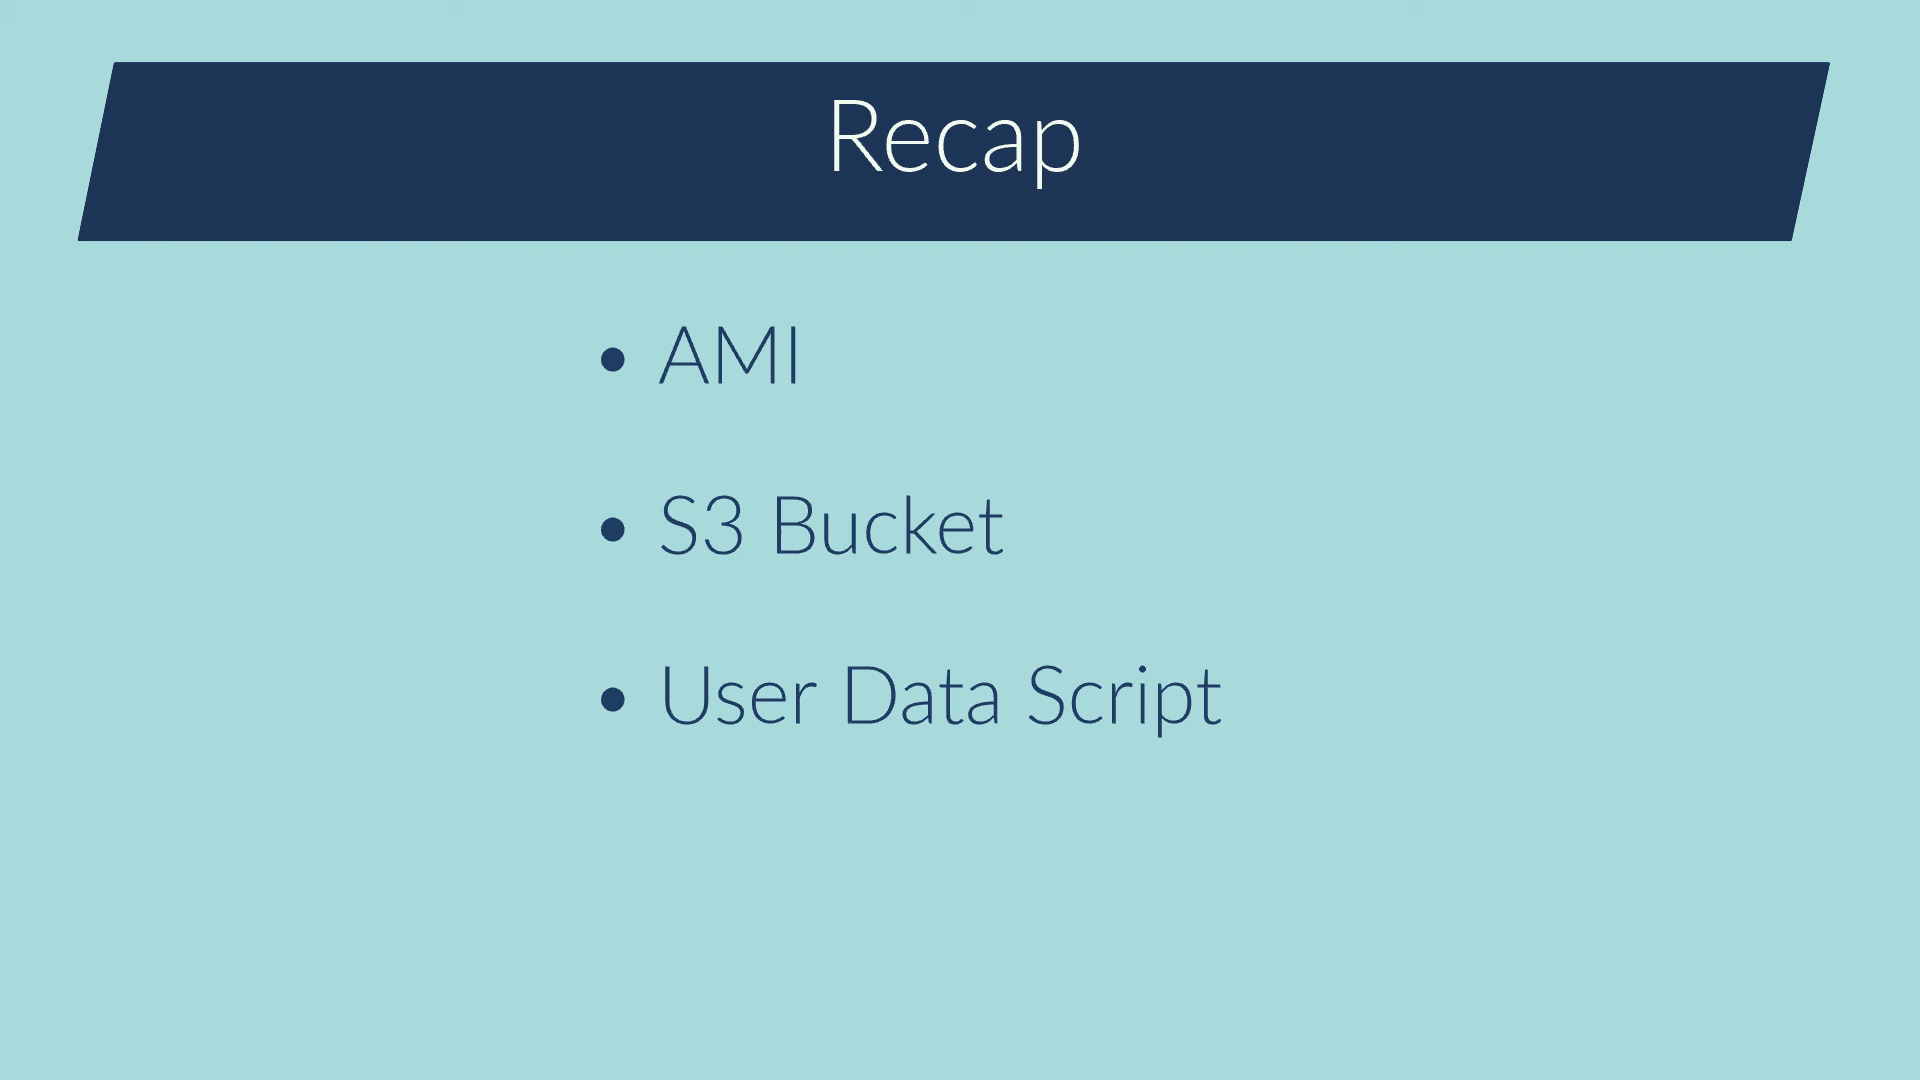 Recap
• AMI
• S3 Bucket
• User Data Script